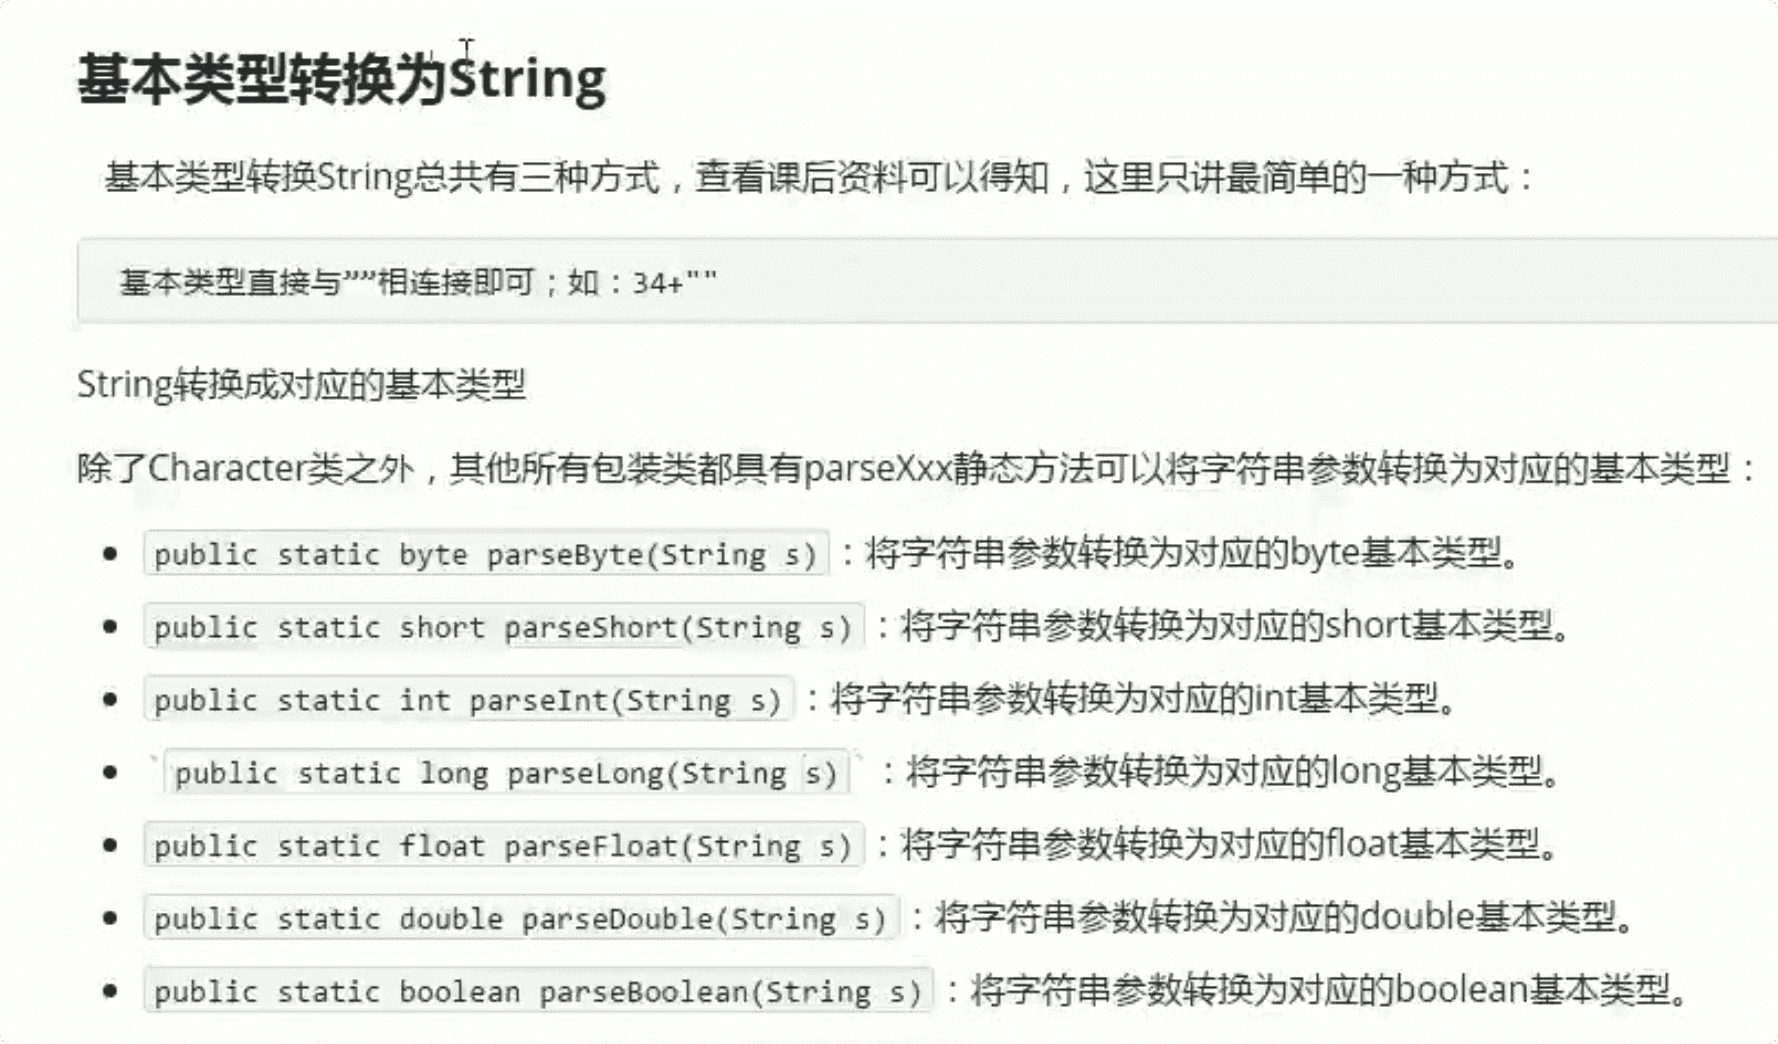 基本类型转换为String
基本类型转换String总共有三种方式，查看课后资料可以得知，这里只讲最简单的一种方式：
基本类型直接与””相连接即可；如：34+""
String转换成对应的基本类型
除了Character类之外，其他所有包装类都具有parseXxx静态方法可以将字符串参数转换为对应的基本类型：
• public static byte parseByte(String s)：将字符串参数转换为对应的byte基本类型。
• public static short parseShort(String s)：将字符串参数转换为对应的short基本类型。
• public static int parseInt(String s)：将字符串参数转换为对应的int基本类型。
• `public static long parseLong(String s)`：将字符串参数转换为对应的long基本类型。
• public static float parseFloat(String s)：将字符串参数转换为对应的float基本类型。
• public static double parseDouble(String s)：将字符串参数转换为对应的double基本类型。
• public static boolean parseBoolean(String s)：将字符串参数转换为对应的boolean基本类型。